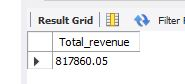 Result Grid Filter
Total_revenue
817860.05